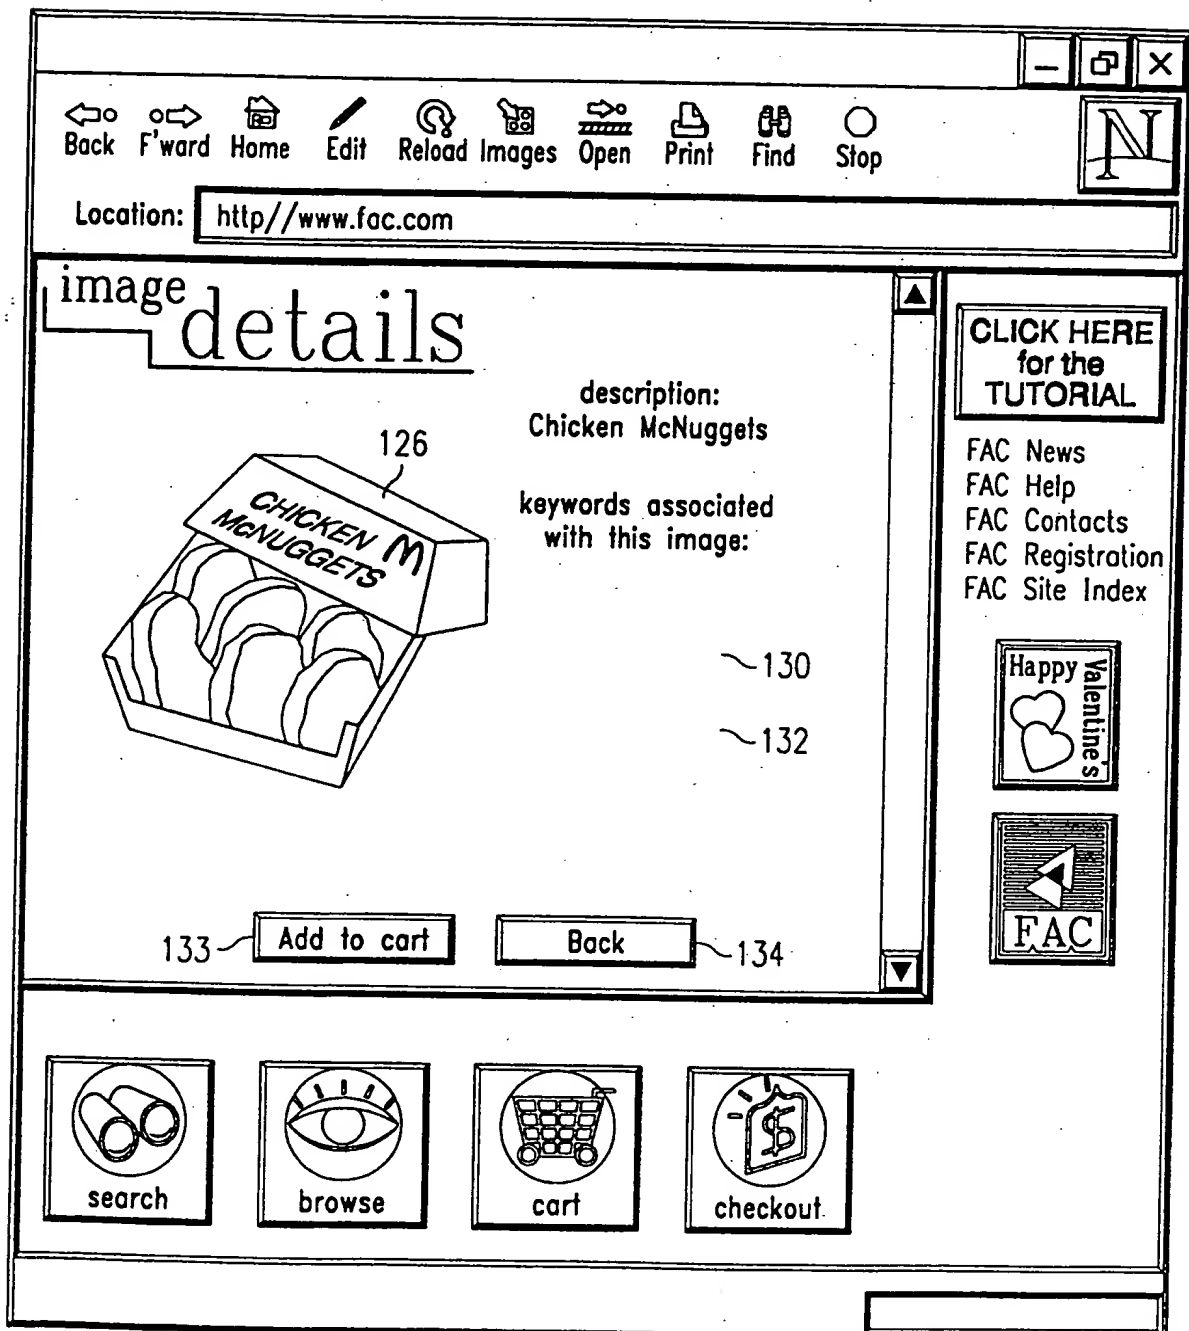 Back F'ward Home Edit Reload Images Open Print Find Stop
N
Location: http//www.fac.com
image
details
description:
Chicken McNuggets
126
CHICKEN
McNUGGETS M
keywords associated
with this image:
130
132
133 Add to cart Back 134
CLICK HERE
for the
TUTORIAL
FAC News
FAC Help
FAC Contacts
FAC Registration
FAC Site Index
Happy Valentine's
FAC
search browse cart checkout